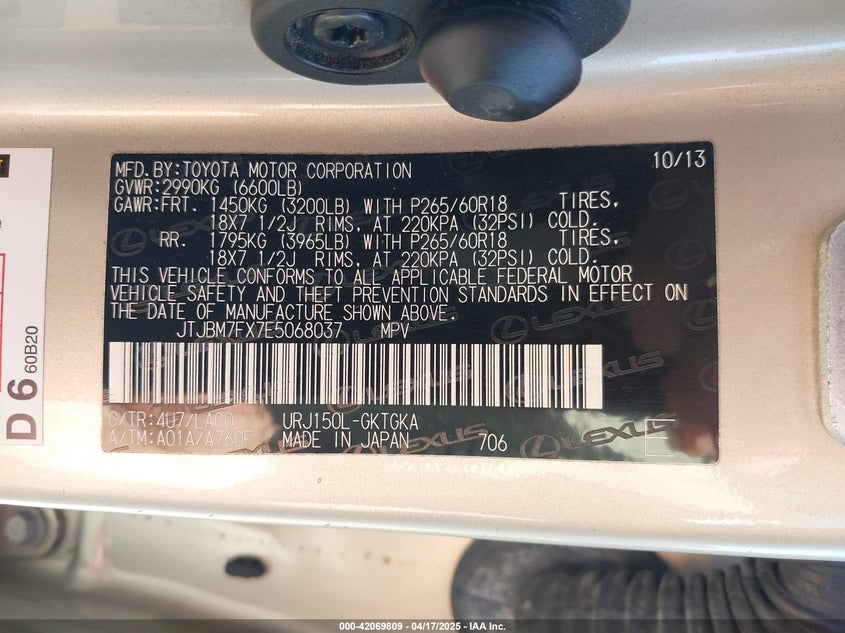 MFD.BY:TOYOTA MOTOR CORPORATION 10/13
GVWR:2990KG (6600LB)
GAWR:FRT. 1450KG (3200LB) WITH P265/60R18 TIRES,
18X7 1/2J RIMS, AT 220KPA (32PSI) COLD.
RR. 1795KG (3965LB) WITH P265/60R18 TIRES,
18X7 1/2J RIMS, AT 220KPA (32PSI) COLD.
THIS VEHICLE CONFORMS TO ALL APPLICABLE FEDERAL MOTOR
VEHICLE SAFETY AND THEFT PREVENTION STANDARDS IN EFFECT ON
THE DATE OF MANUFACTURE SHOWN ABOVE.
JTJBM7FX7E5068037 MPV
C/TR:4U7/LA00 URJ150L-GKTGKA
A/TM:A01A/A760F MADE IN JAPAN 706
E
LEXUS
D 6 60B20
000-42069809 - 04/17/2025 - IAA Inc.